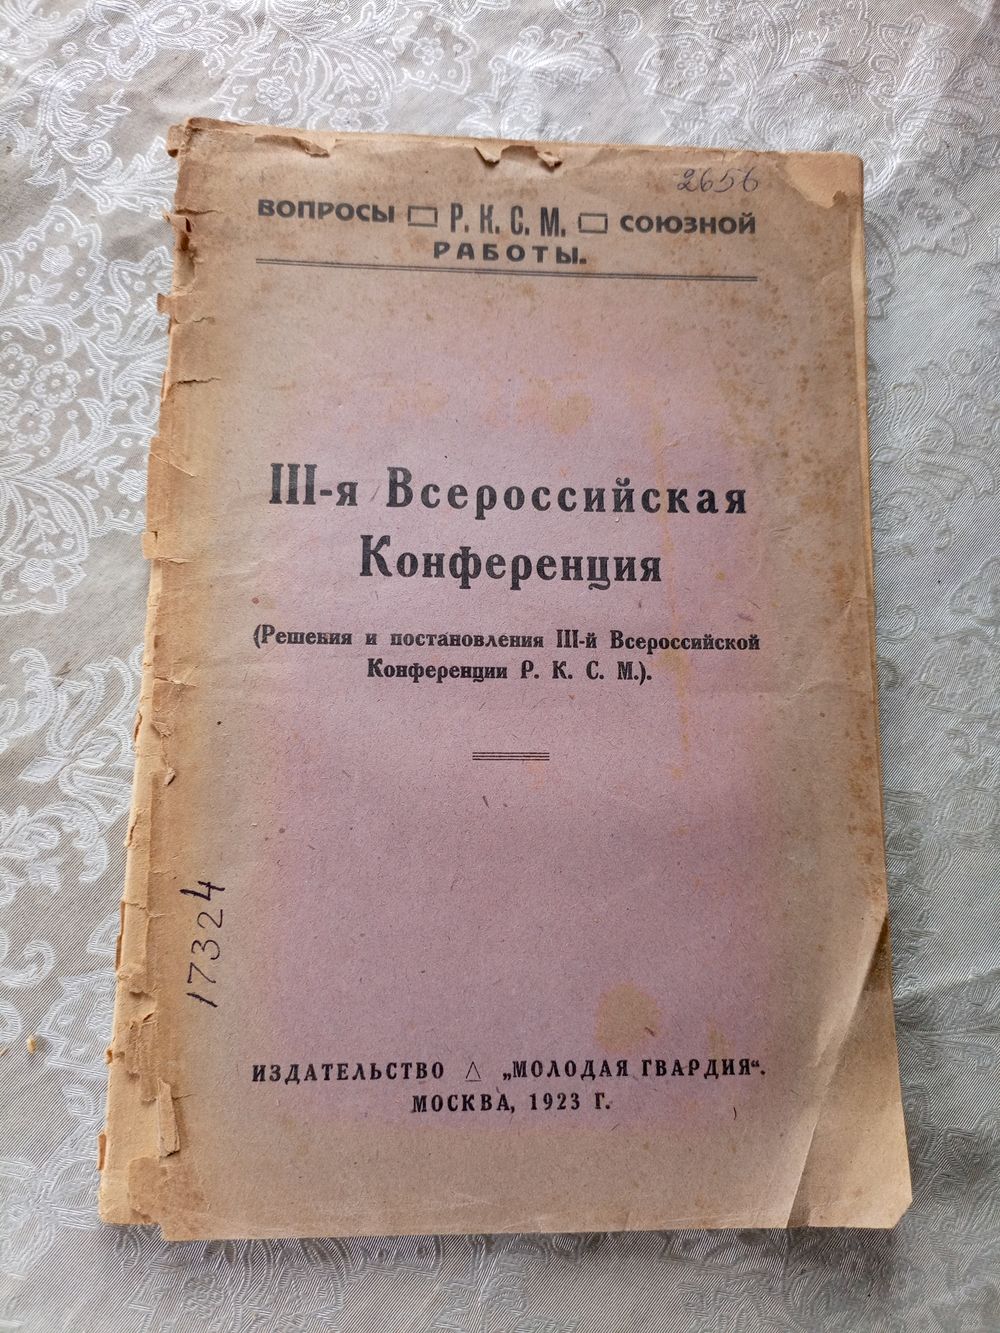 2656
ВОПРОСЫ Р. К. С. М. СОЮЗНОЙ
РАБОТЫ.
III-я Всероссийская
Конференция
(Решения и постановления III-й Всероссийской
Конференции Р. К. С. М.).
17324
ИЗДАТЕЛЬСТВО △ „МОЛОДАЯ ГВАРДИЯ“.
МОСКВА, 1923 Г.